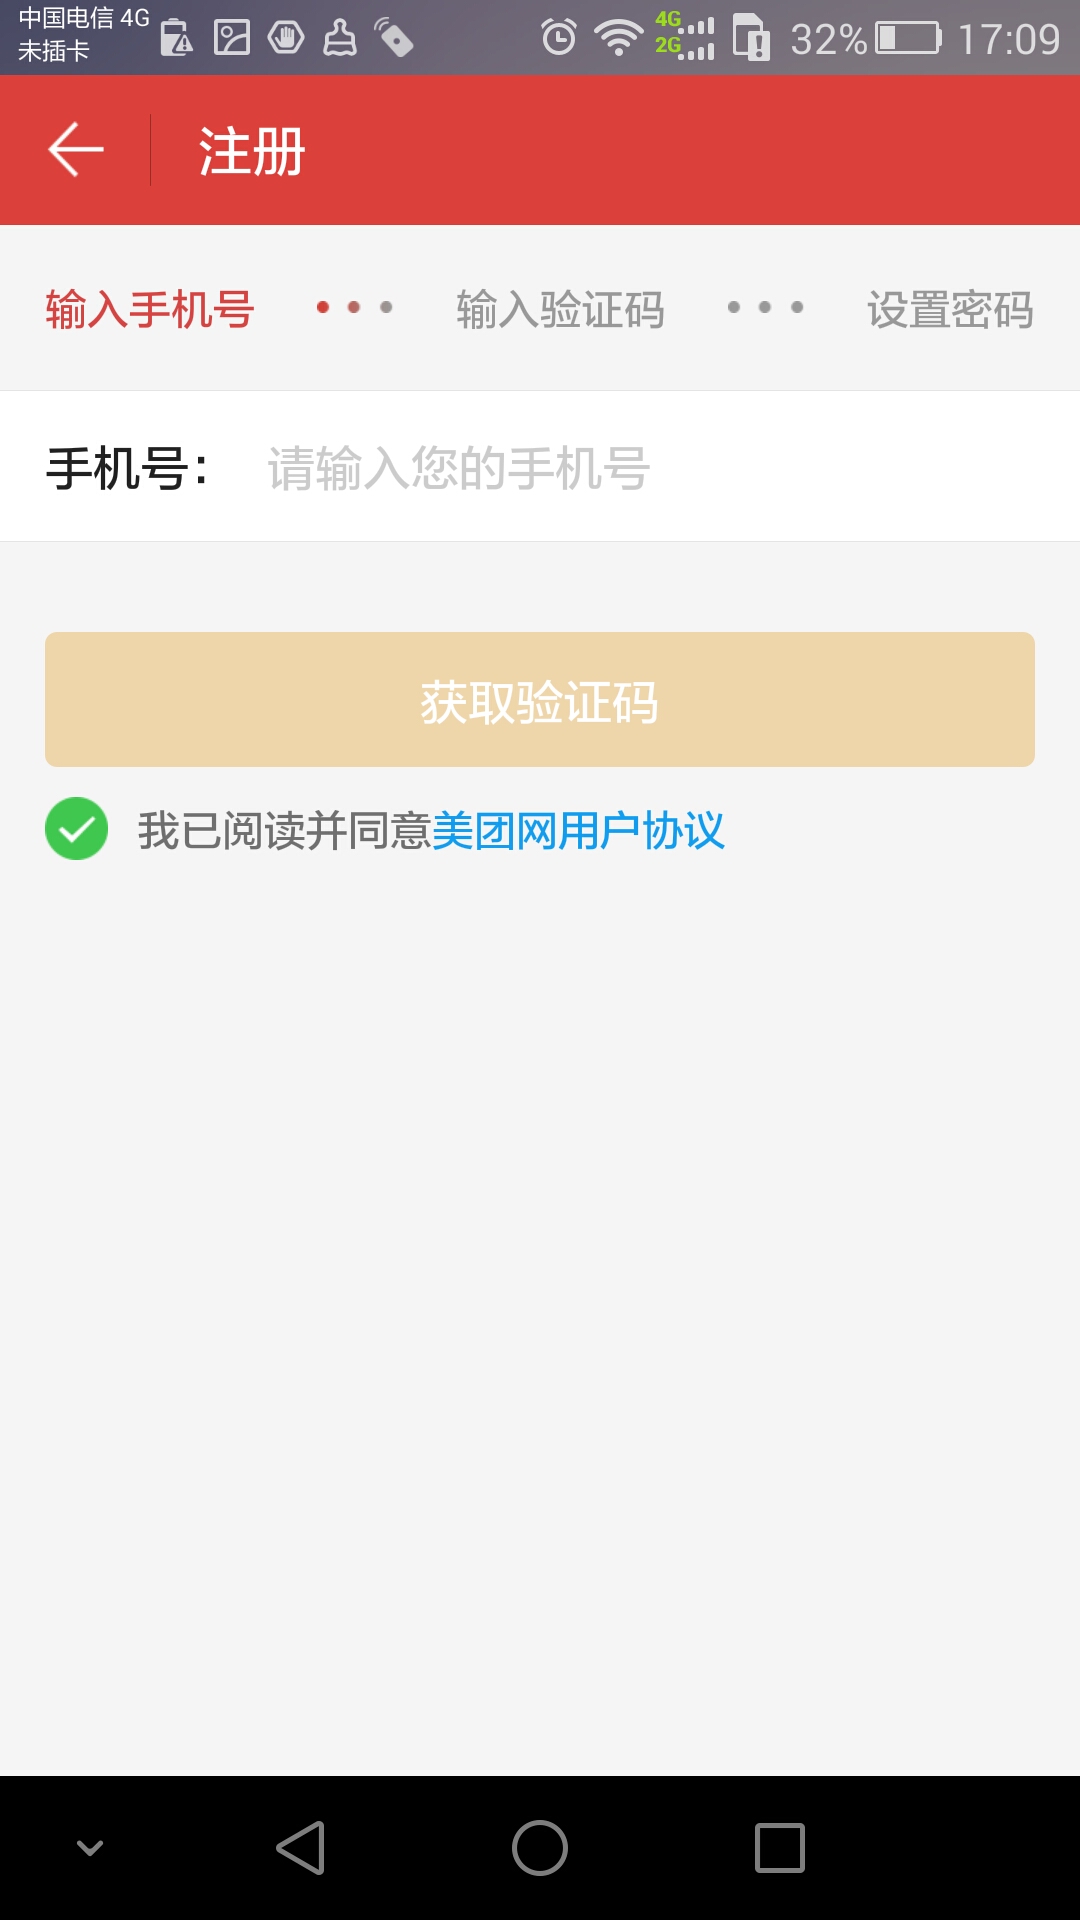 中国电信 4G
未插卡
4G
2G
32%
17:09
注册
输入手机号
输入验证码
设置密码
手机号：
请输入您的手机号
获取验证码
我已阅读并同意美团网用户协议